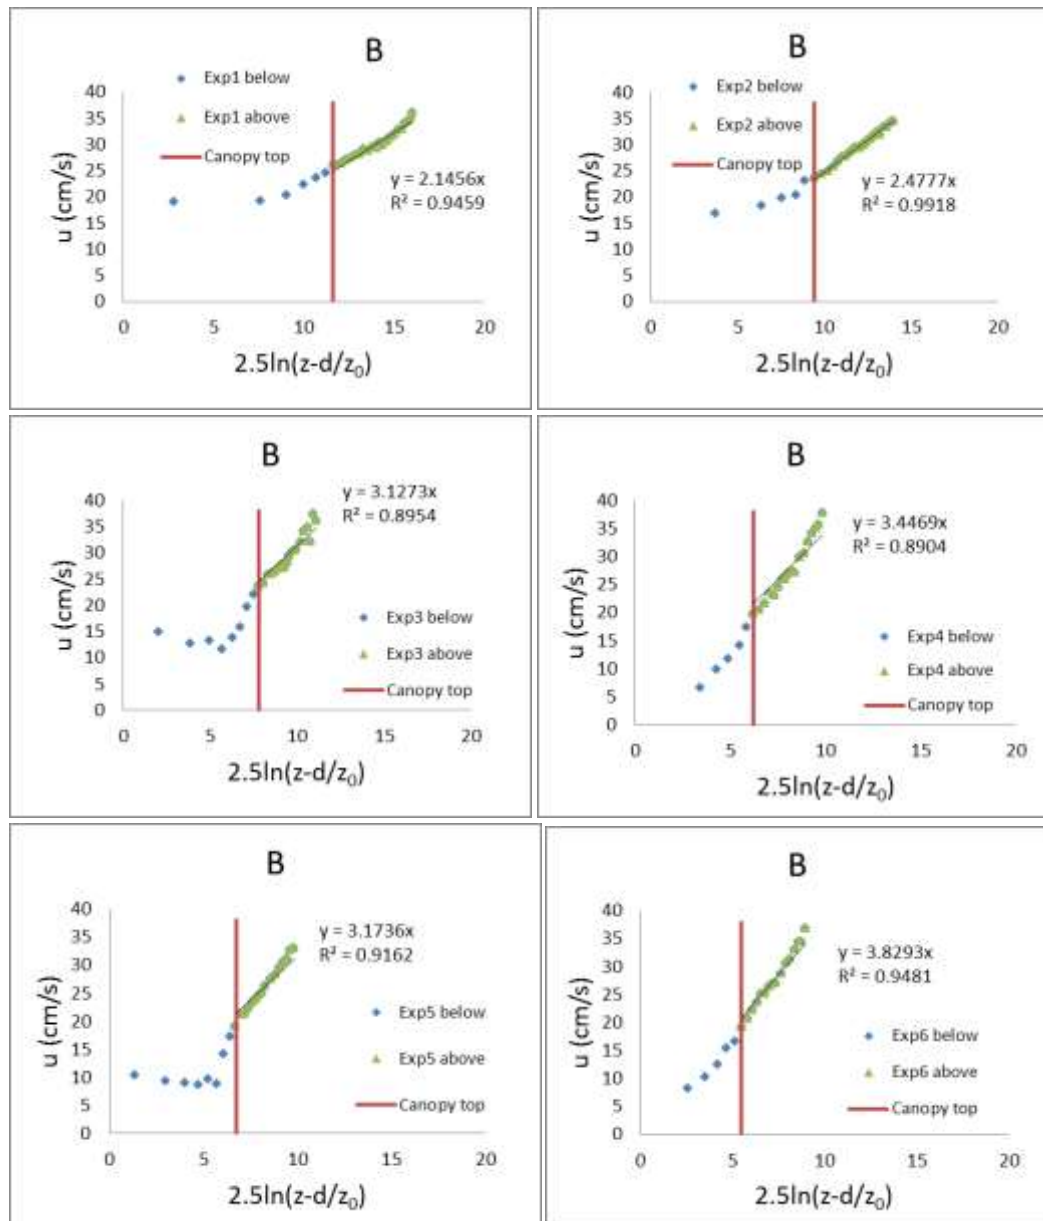 B
Exp1 below
Exp1 above
Canopy top
y = 2.1456x
R² = 0.9459
u (cm/s)
40
35
30
25
20
15
10
5
0
0 5 10 15 20
2.5ln(z-d/z₀)
B
Exp2 below
Exp2 above
Canopy top
y = 2.4777x
R² = 0.9918
u (cm/s)
40
35
30
25
20
15
10
5
0
0 5 10 15 20
2.5ln(z-d/z₀)
B
y = 3.1273x
R² = 0.8954
Exp3 below
Exp3 above
Canopy top
u (cm/s)
40
35
30
25
20
15
10
5
0
0 5 10 15 20
2.5ln(z-d/z₀)
B
y = 3.4469x
R² = 0.8904
Exp4 below
Exp4 above
Canopy top
u (cm/s)
40
35
30
25
20
15
10
5
0
0 5 10 15 20
2.5ln(z-d/z₀)
B
y = 3.1736x
R² = 0.9162
Exp5 below
Exp5 above
Canopy top
u (cm/s)
40
35
30
25
20
15
10
5
0
0 5 10 15 20
2.5ln(z-d/z₀)
B
y = 3.8293x
R² = 0.9481
Exp6 below
Exp6 above
Canopy top
u (cm/s)
40
35
30
25
20
15
10
5
0
0 5 10 15 20
2.5ln(z-d/z₀)